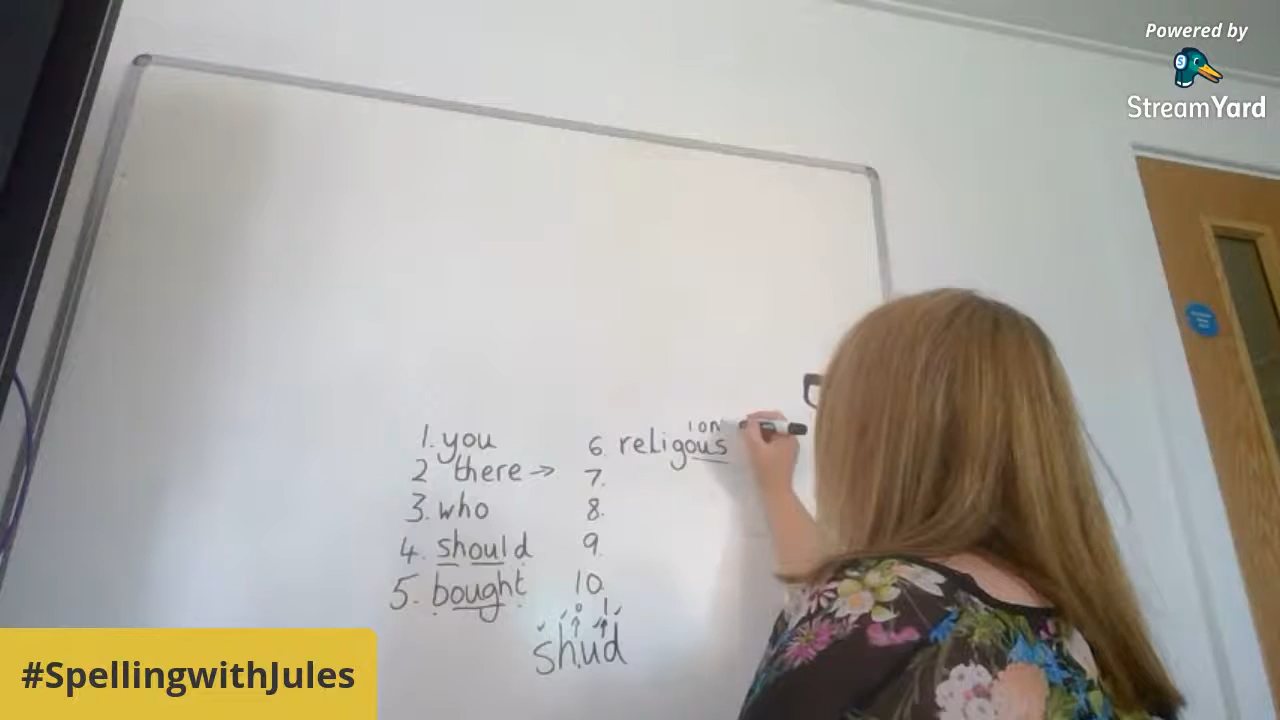 Powered by
StreamYard
1. you
2 there →
3. who
4. should
5. bought
ion
6. religous
7.
8.
9.
10.
o 1
shud
#SpellingwithJules